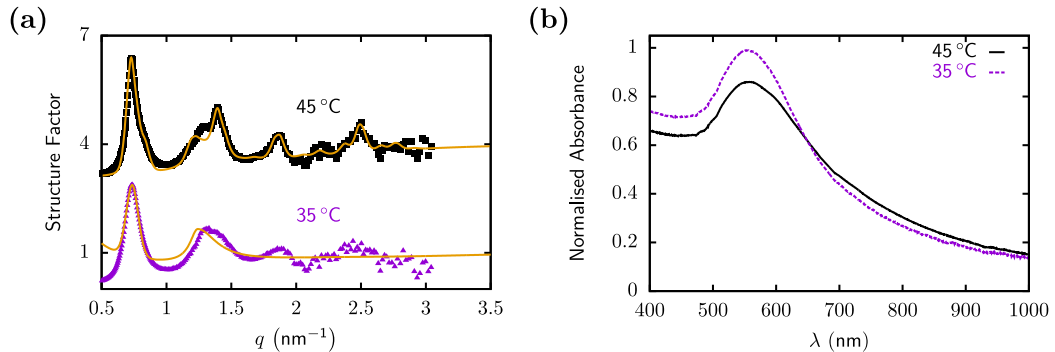 (a)
7
4
1
Structure Factor
45 °C
35 °C
0.5 1 1.5 2 2.5 3 3.5
q (nm⁻¹)
(b)
1
0.8
0.6
0.4
0.2
0
Normalised Absorbance
45 °C
35 °C
400 500 600 700 800 900 1000
λ (nm)